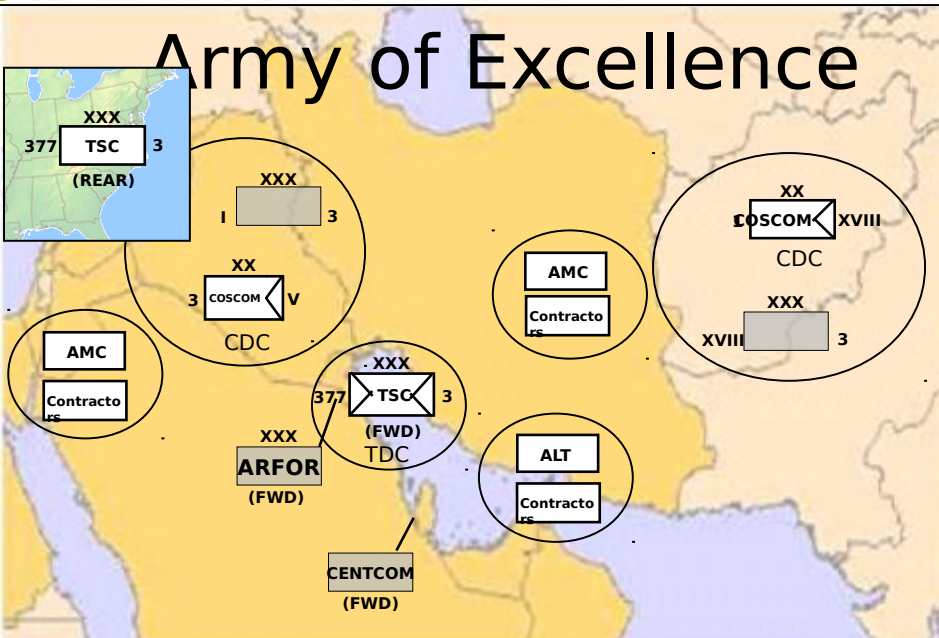 Army of Excellence
XXX
377 TSC 3
(REAR)
XXX
I 3
XX
3 COSCOM V
CDC
XX
1 COSCOM XVIII
CDC
XXX
XVIII 3
AMC
Contracto
rs
AMC
Contracto
rs
XXX
377 TSC 3
(FWD)
TDC
XXX
ARFOR
(FWD)
ALT
Contracto
rs
CENTCOM
(FWD)